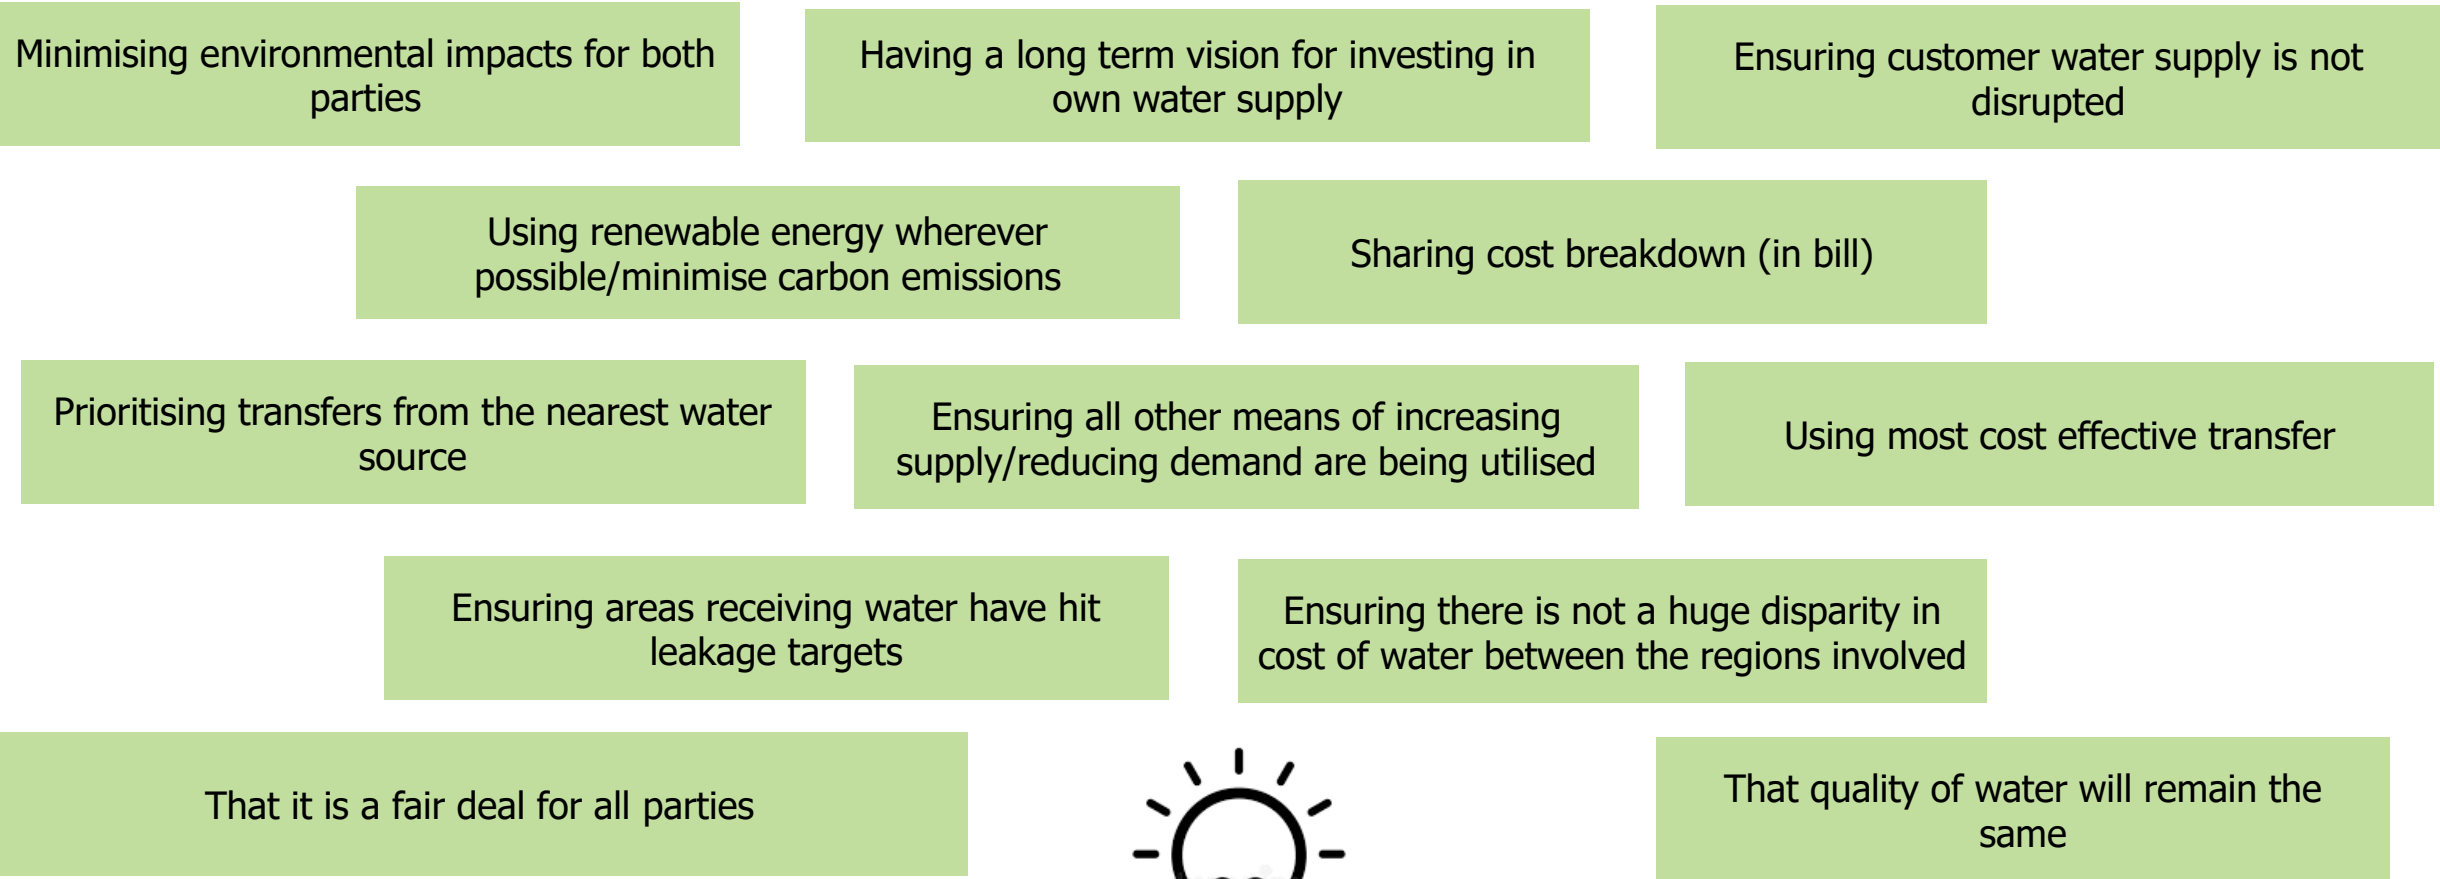 Minimising environmental impacts for both
parties
Having a long term vision for investing in
own water supply
Ensuring customer water supply is not
disrupted
Using renewable energy wherever
possible/minimise carbon emissions
Sharing cost breakdown (in bill)
Prioritising transfers from the nearest water
source
Ensuring all other means of increasing
supply/reducing demand are being utilised
Using most cost effective transfer
Ensuring areas receiving water have hit
leakage targets
Ensuring there is not a huge disparity in
cost of water between the regions involved
That it is a fair deal for all parties
That quality of water will remain the
same